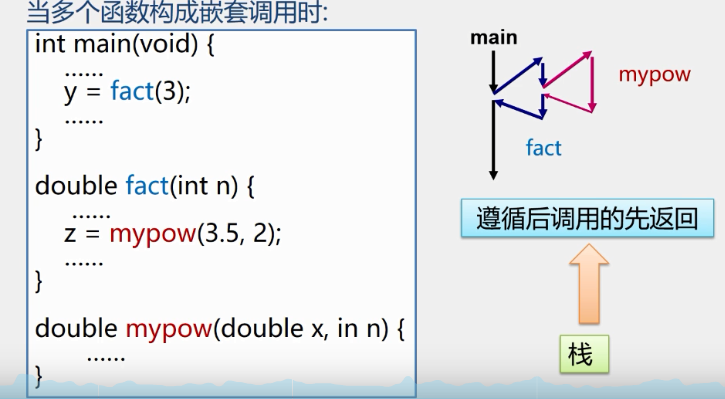 当多个函数构成嵌套调用时:
int main(void) {
......
y = fact(3);
......
}
double fact(int n) {
......
z = mypow(3.5, 2);
......
}
double mypow(double x, in n) {
......
}
main
mypow
fact
遵循后调用的先返回
栈